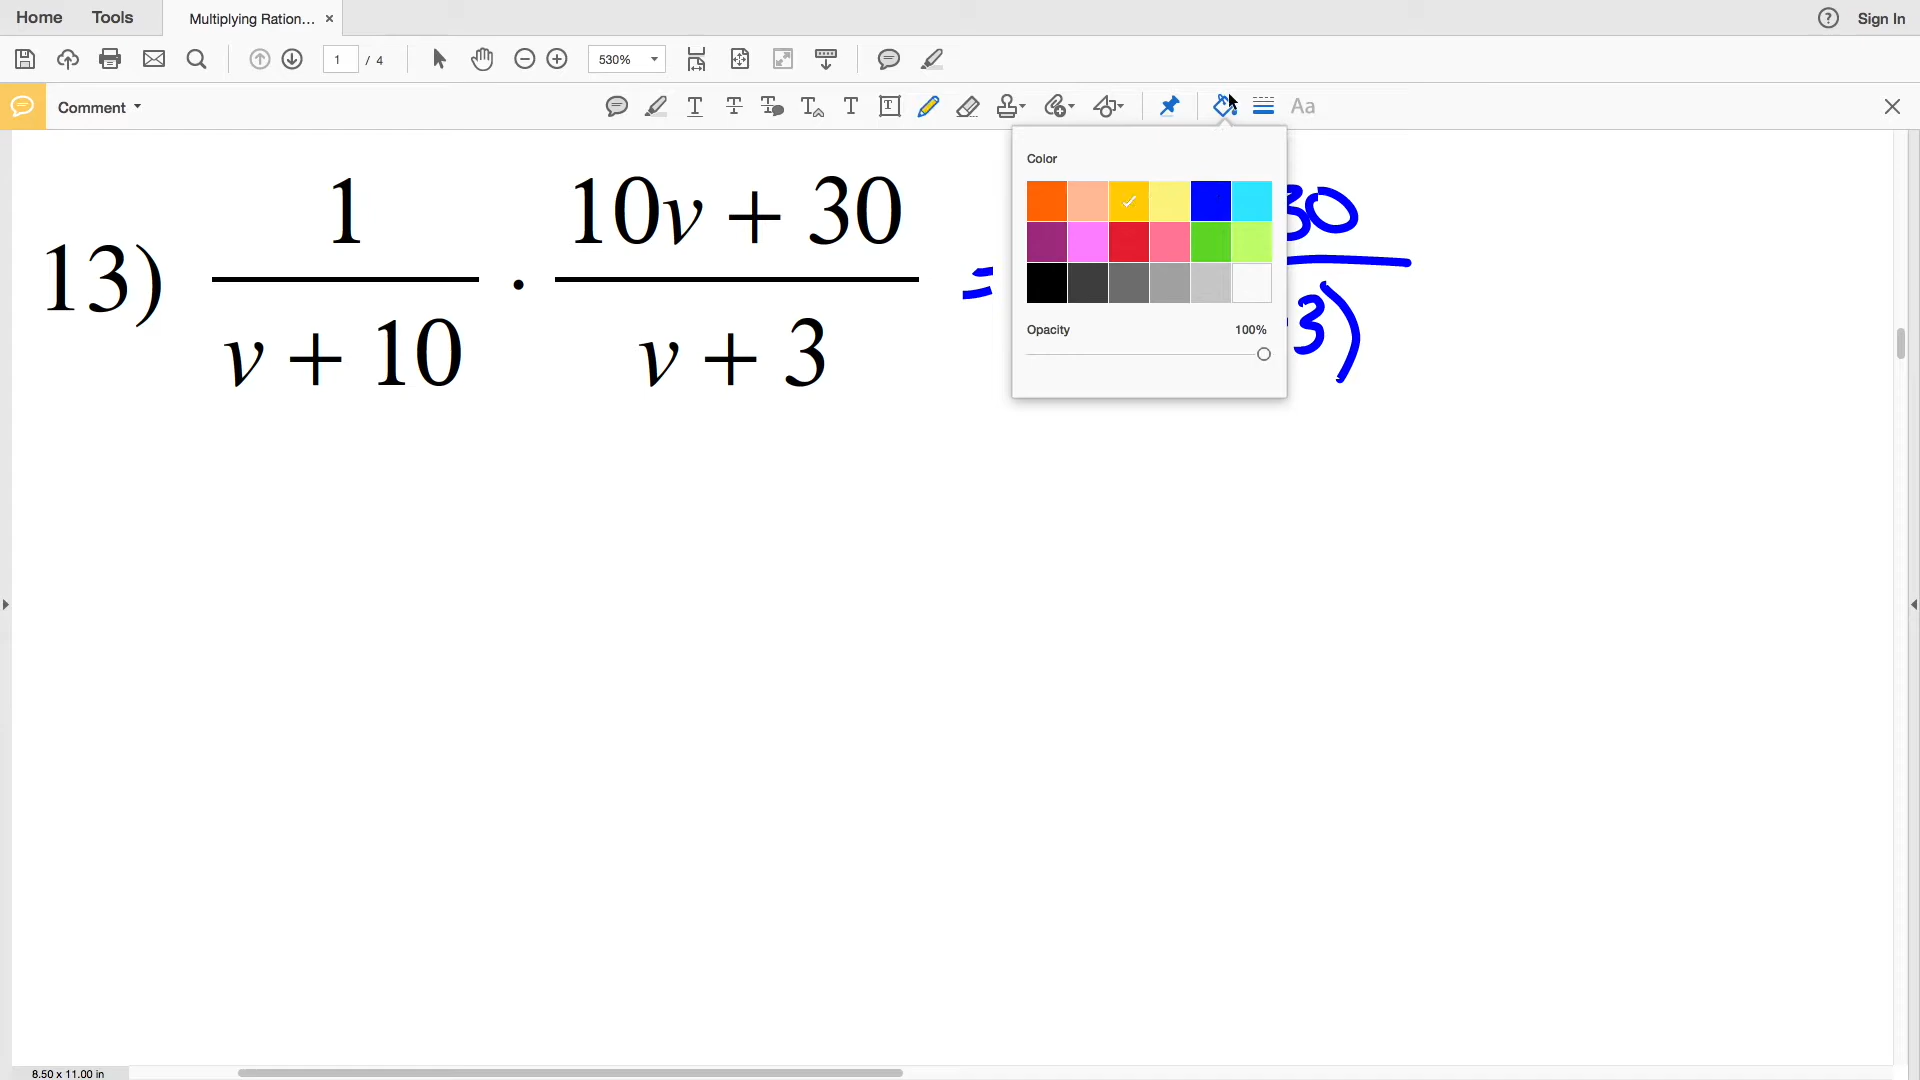 Home Tools Multiplying Ration... × ? Sign In
1 / 4 530%
Comment T T T T T T Aa
Color
13) 1 / v + 10 · 10v + 30 / v + 3 = 30 / 3)
Opacity 100%
8.50 x 11.00 in